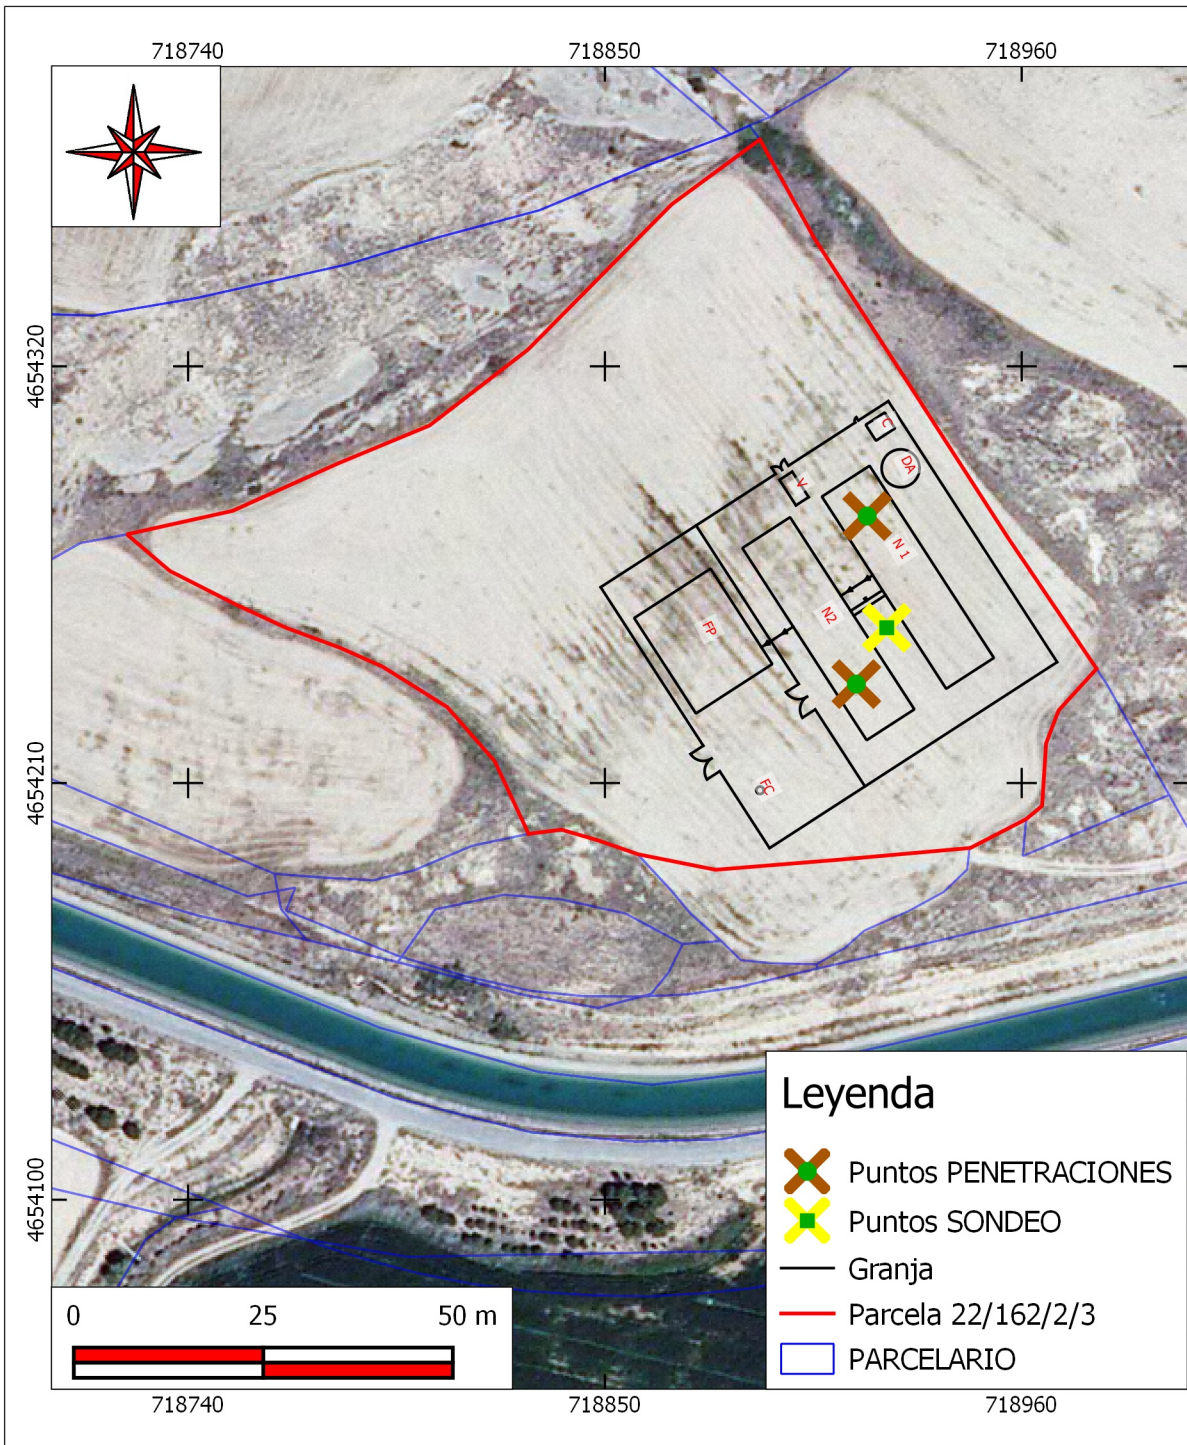 718740 718850 718960
4654320
C
DA
V
N 1
N2
FP
4654210
FC
4654100
Leyenda
Puntos PENETRACIONES
Puntos SONDEO
Granja
Parcela 22/162/2/3
PARCELARIO
0 25 50 m
718740 718850 718960